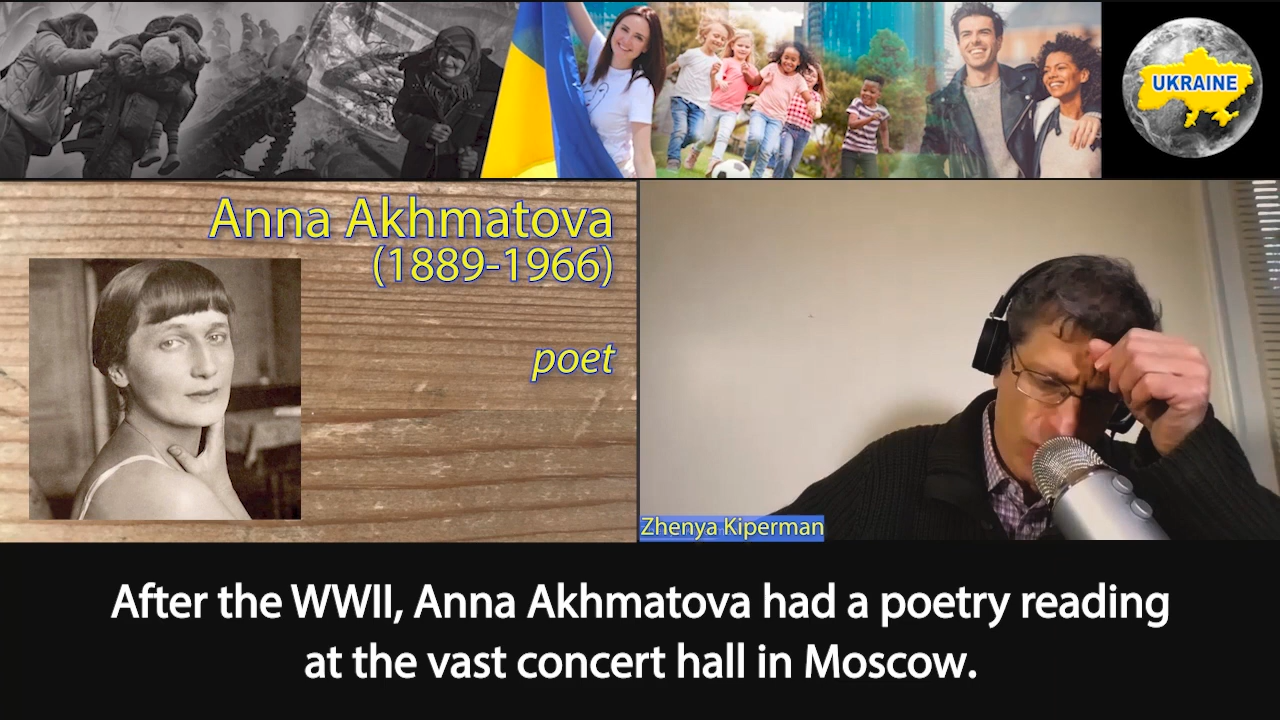 UKRAINE
Anna Akhmatova
(1889-1966)
poet
Zhenya Kiperman
After the WWII, Anna Akhmatova had a poetry reading
at the vast concert hall in Moscow.